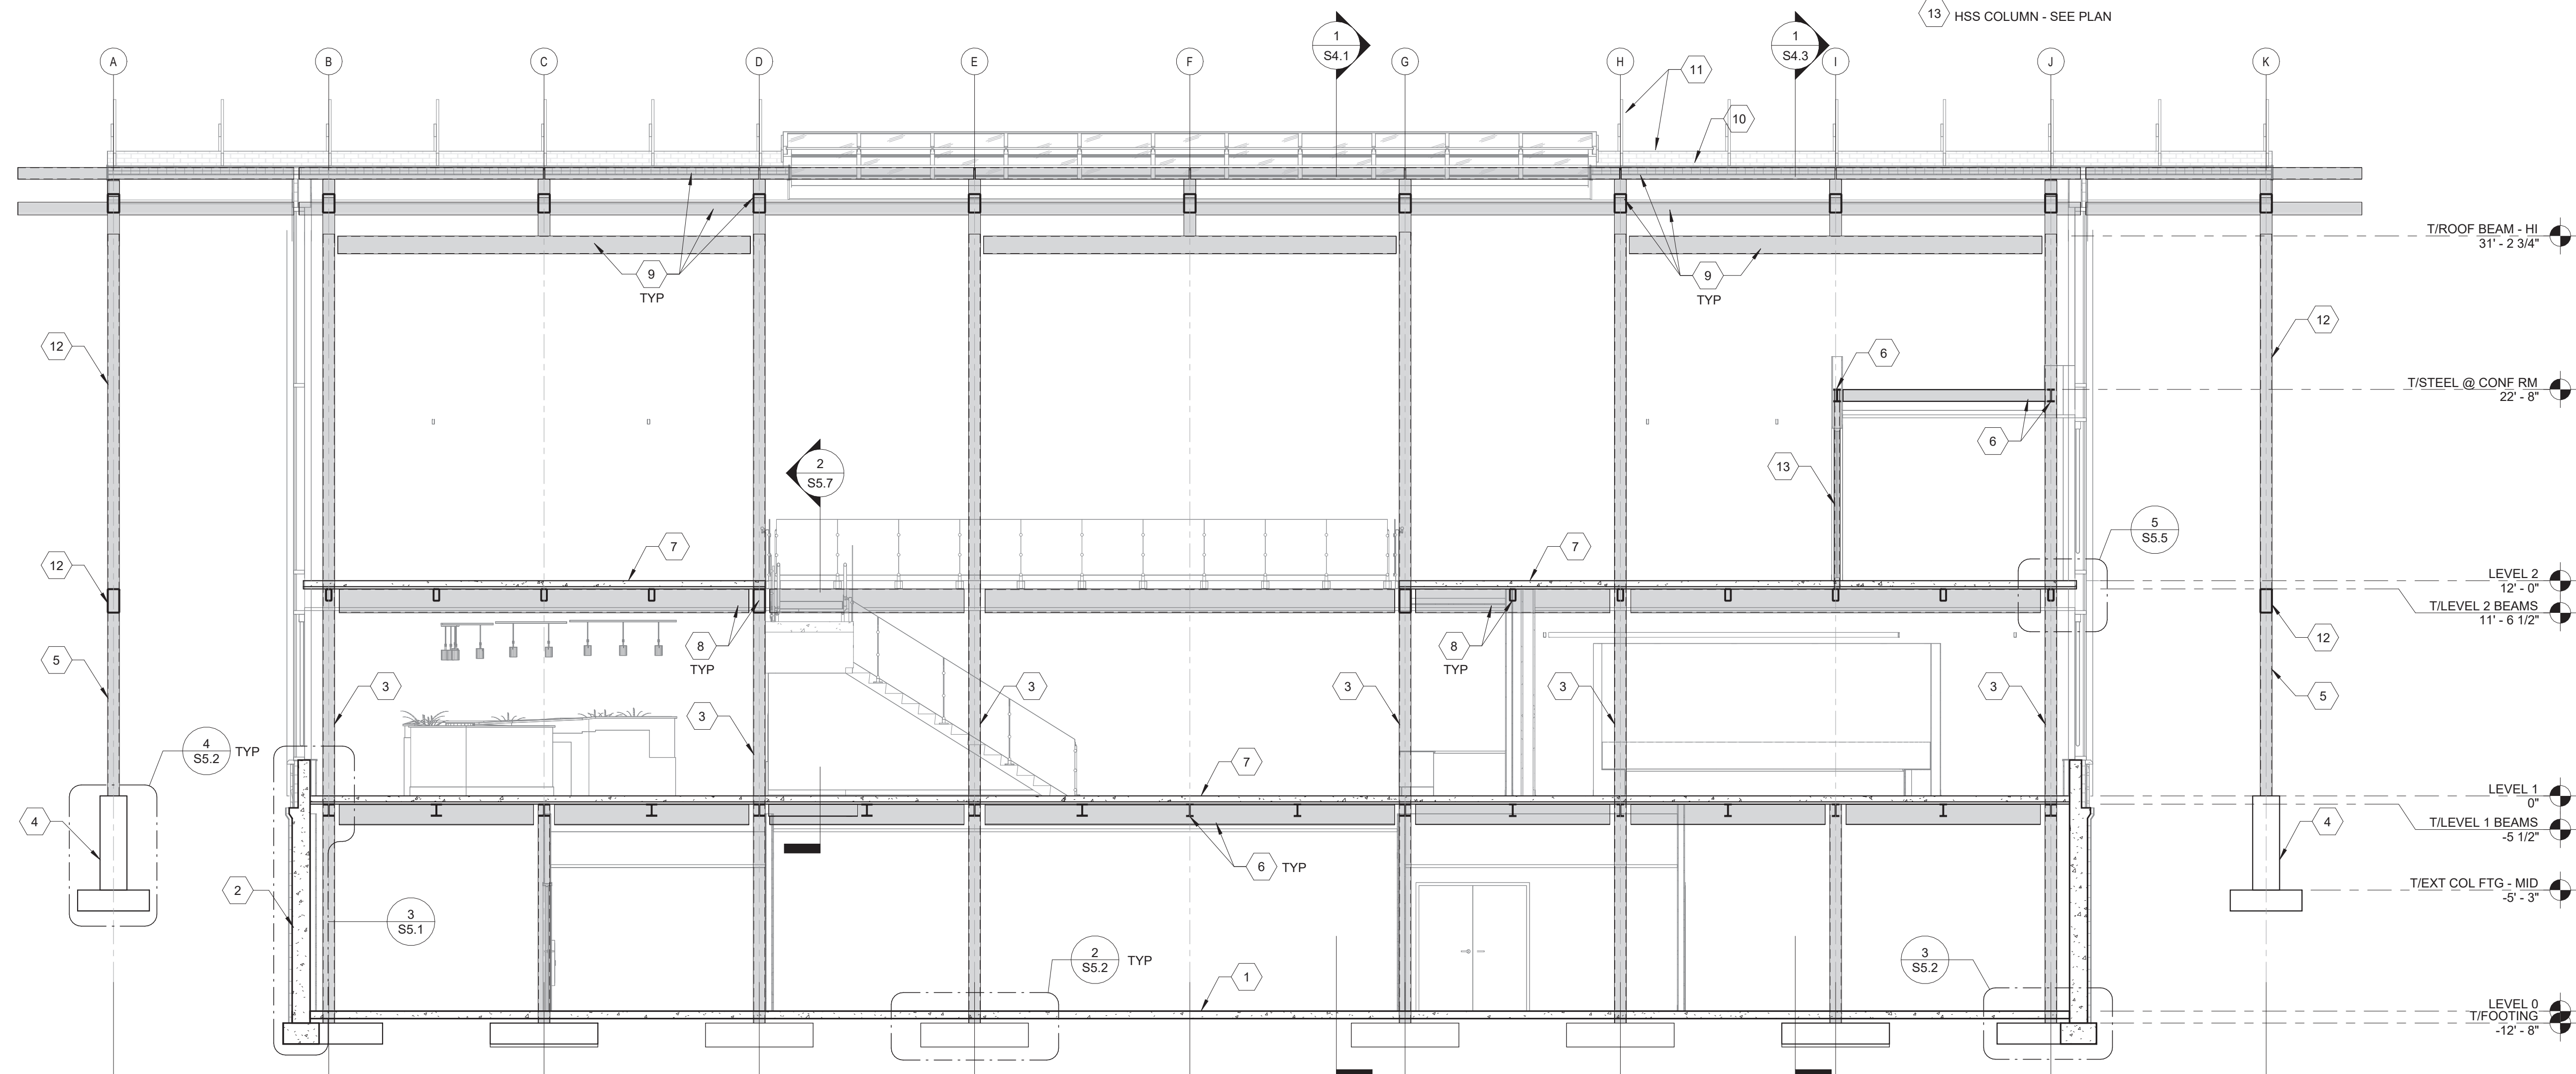 13 HSS COLUMN - SEE PLAN
1
S4.1
1
S4.3
A B C D E F G H I J K
11
10
T/ROOF BEAM - HI
31' - 2 3/4"
9
TYP
9
TYP
12
12
6
T/STEEL @ CONF RM
22' - 8"
6
2
S5.7
13
5
S5.5
7
7
12
LEVEL 2
12' - 0"
T/LEVEL 2 BEAMS
11' - 6 1/2"
8
TYP
8
TYP
12
5
3
3
3
3
3
3
5
4
S5.2
TYP
7
LEVEL 1
0"
T/LEVEL 1 BEAMS
-5 1/2"
4
4
6 TYP
2
T/EXT COL FTG - MID
-5' - 3"
3
S5.1
2
S5.2
TYP
3
S5.2
1
LEVEL 0
T/FOOTING
-12' - 8"